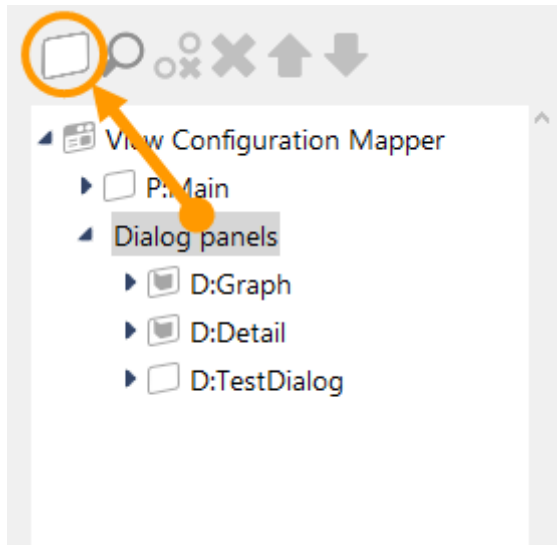 View Configuration Mapper
P:Main
Dialog panels
D:Graph
D:Detail
D:TestDialog